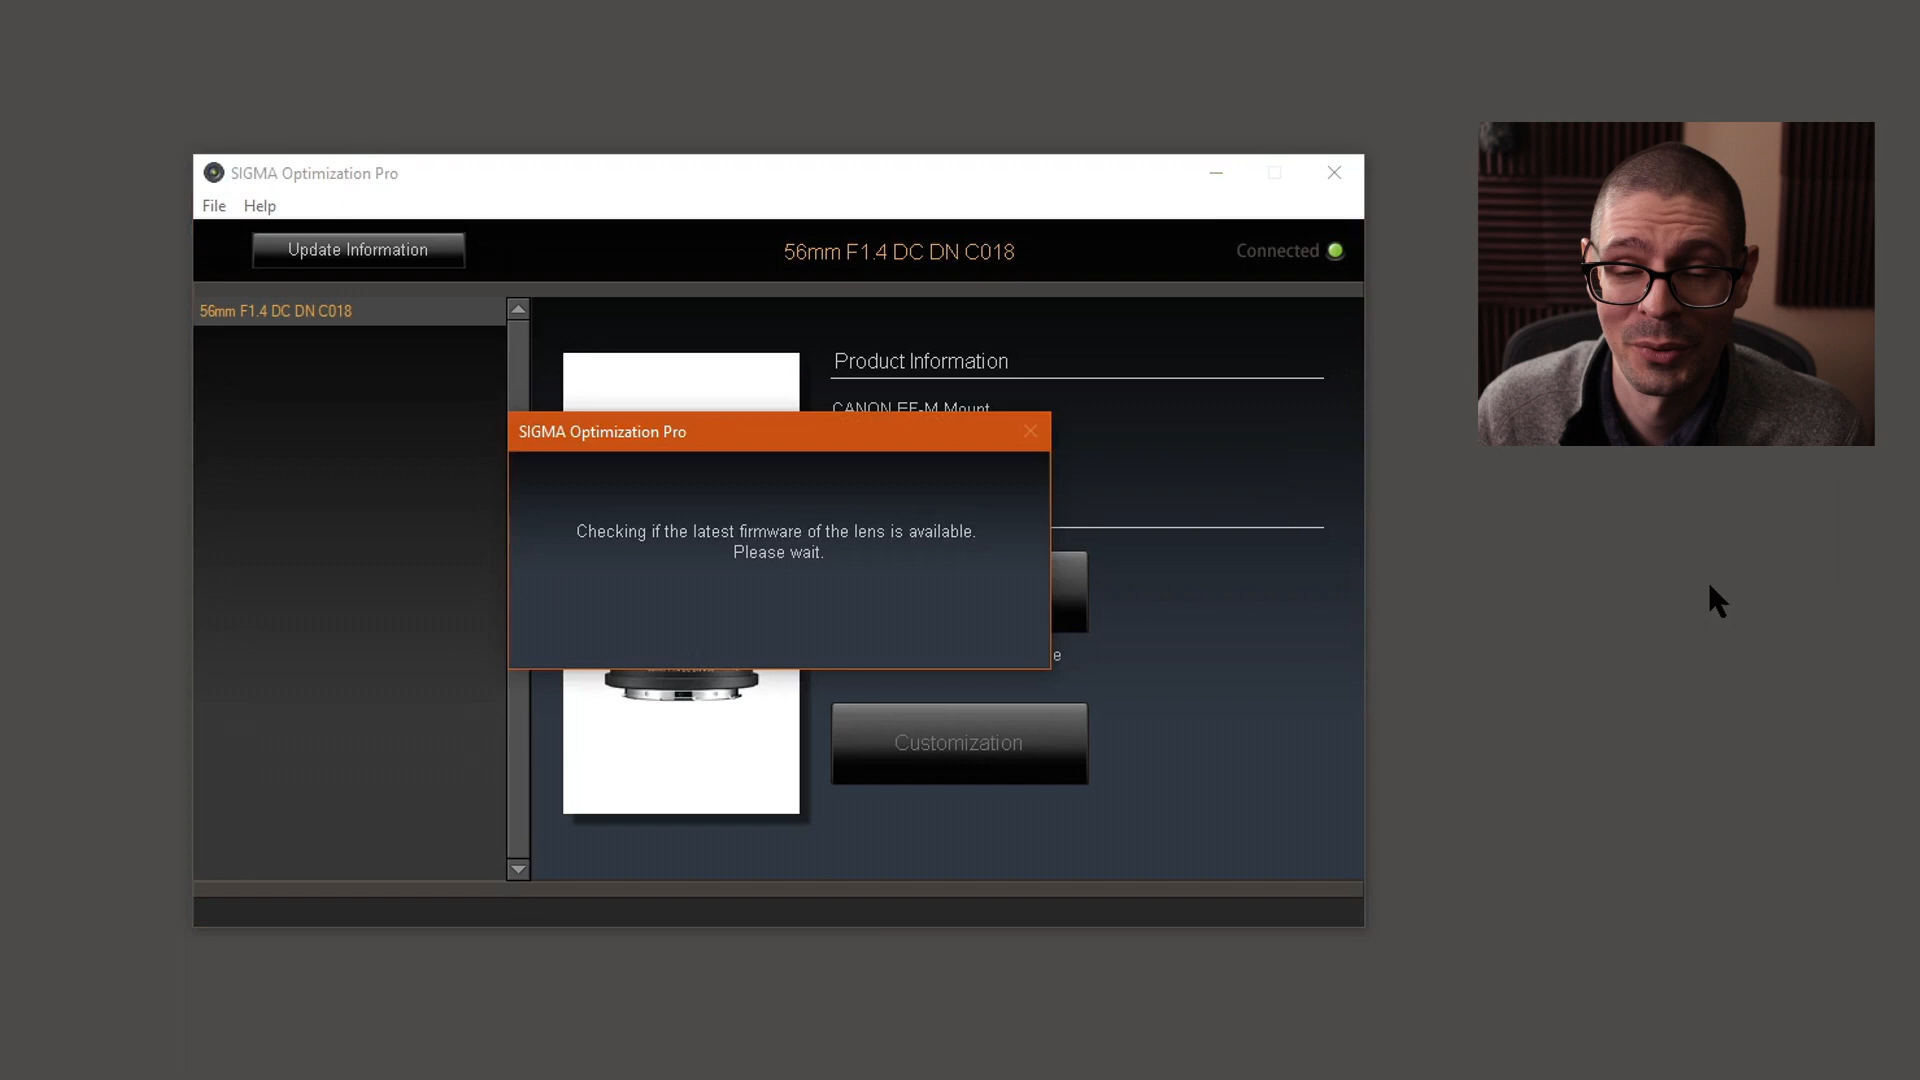 SIGMA Optimization Pro
File Help
Update Information
56mm F1.4 DC DN C018
Connected
56mm F1.4 DC DN C018
Product Information
CANON EF-M Mount
SIGMA Optimization Pro
Checking if the latest firmware of the lens is available.
Please wait.
e
Customization